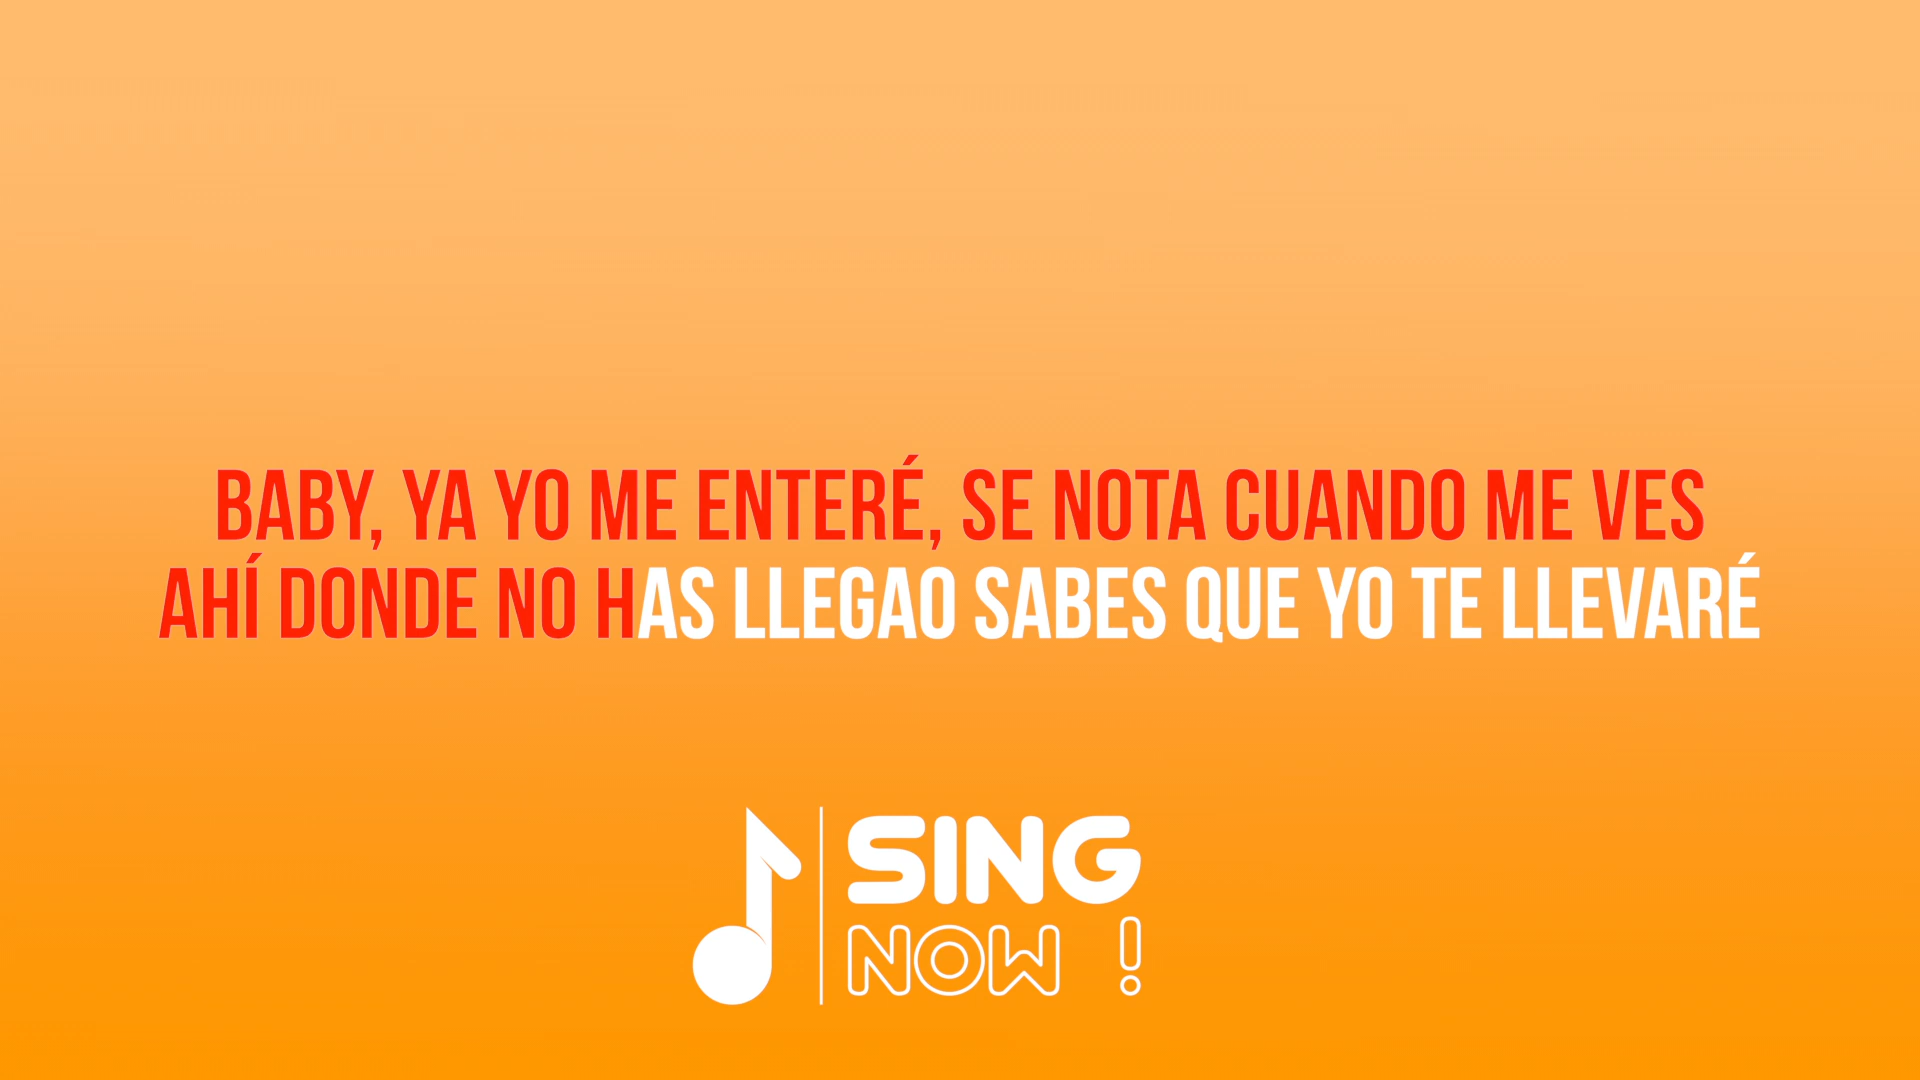 BABY, YA YO ME ENTERÉ, SE NOTA CUANDO ME VES
AHÍ DONDE NO HAS LLEGAO SABES QUE YO TE LLEVARÉ
SING
NOW !